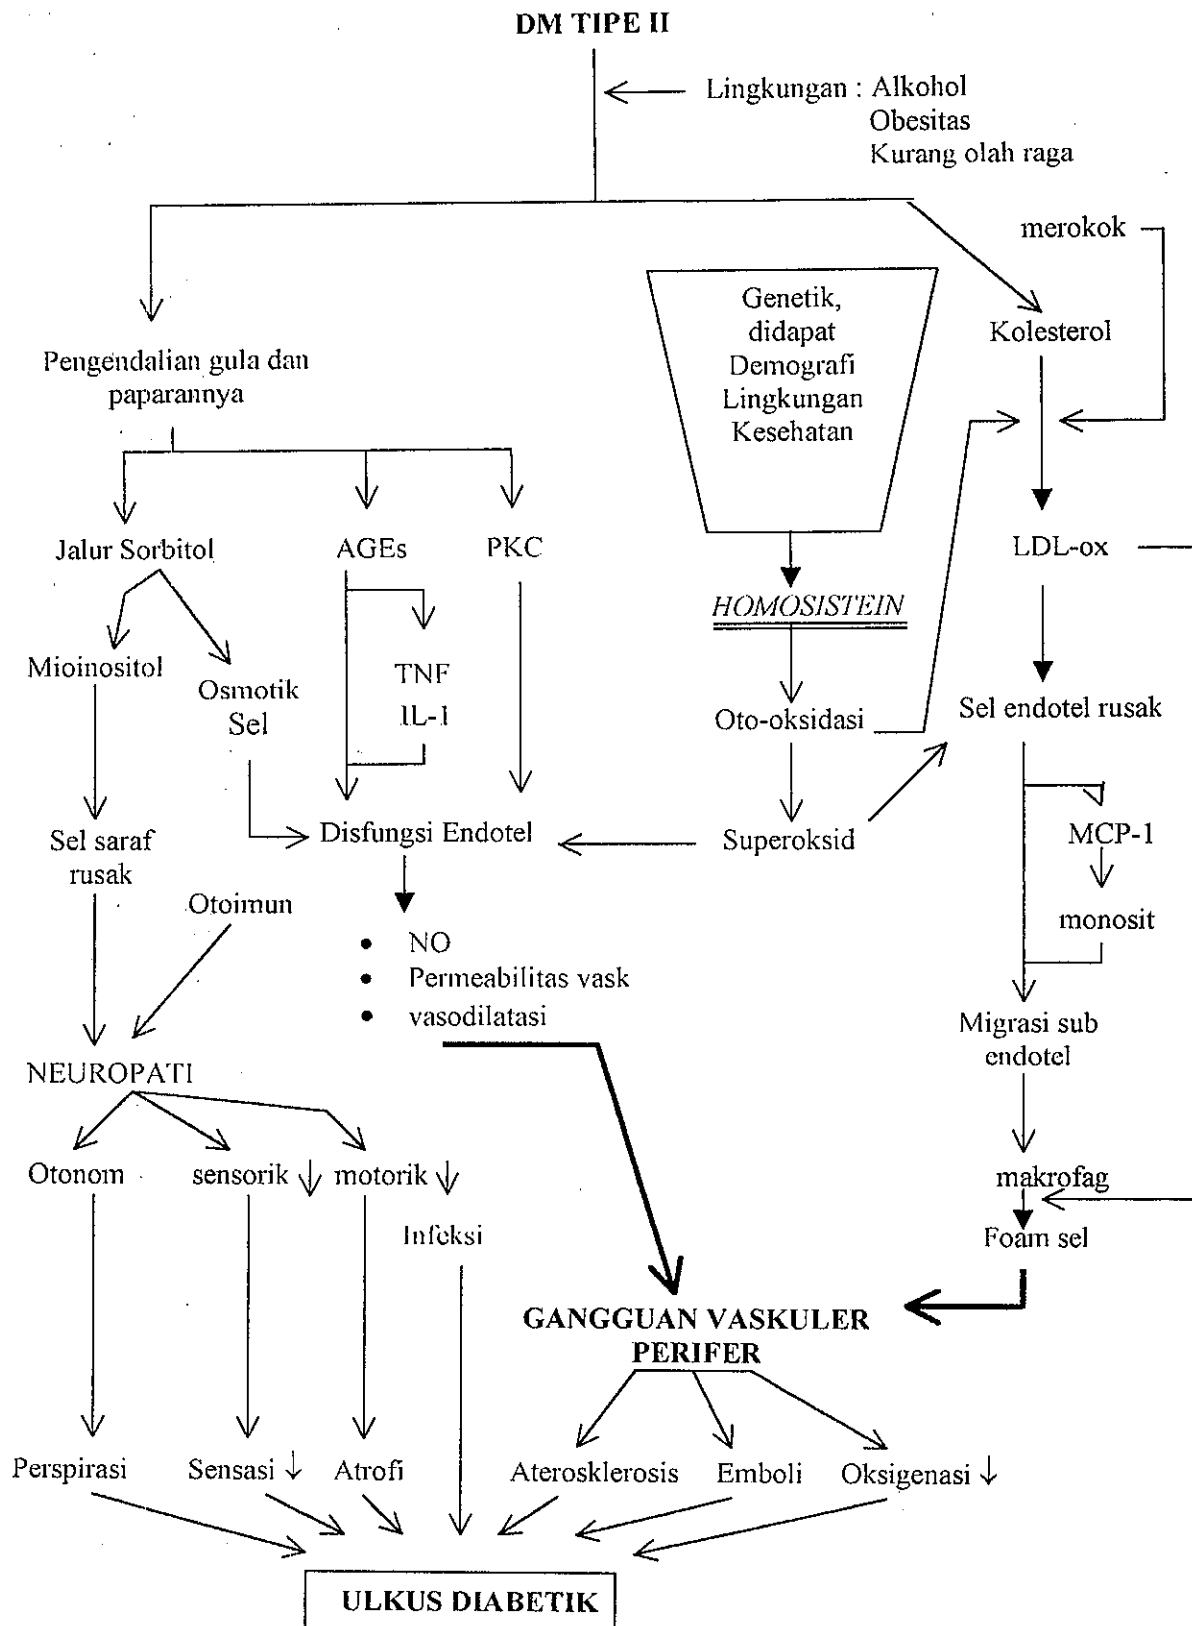 DM TIPE II
Lingkungan : Alkohol
Obesitas
Kurang olah raga
merokok
Genetik,
didapat
Demografi
Lingkungan
Kesehatan
Kolesterol
Pengendalian gula dan
paparannya
Jalur Sorbitol
AGEs
PKC
LDL-ox
HOMOSISTEIN
Mioinositol
Osmotik
Sel
TNF
IL-1
Oto-oksidasi
Sel endotel rusak
Sel saraf
rusak
Disfungsi Endotel
Superoksid
MCP-1
monosit
Otoimun
• NO
• Permeabilitas vask
• vasodilatasi
Migrasi sub
endotel
NEUROPATI
Otonom
sensorik ↓
motorik ↓
makrofag
Infeksi
Foam sel
GANGGUAN VASKULER
PERIFER
Perspirasi
Sensasi ↓
Atrofi
Aterosklerosis
Emboli
Oksigenasi ↓
ULKUS DIABETIK